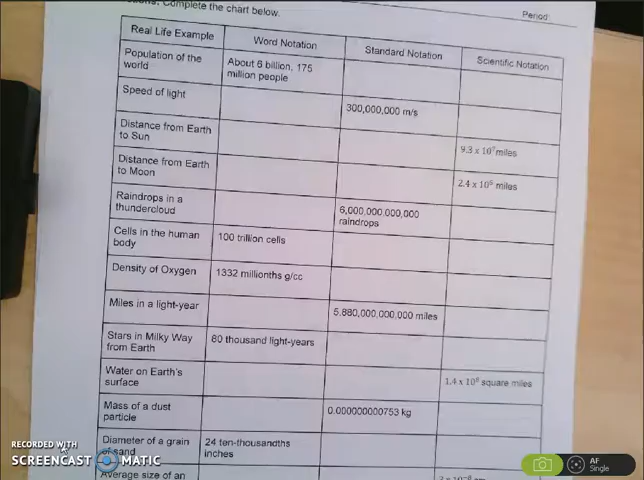 Complete the chart below.
Period
Real Life Example Word Notation Standard Notation Scientific Notation
Population of the world About 6 billion, 175 million people
Speed of light 300,000,000 m/s
Distance from Earth to Sun 9.3 x 10⁷ miles
Distance from Earth to Moon 2.4 x 10⁵ miles
Raindrops in a thundercloud 6,000,000,000,000 raindrops
Cells in the human body 100 trillion cells
Density of Oxygen 1332 millionths g/cc
Miles in a light-year 5,880,000,000,000 miles
Stars in Milky Way from Earth 80 thousand light-years
Water on Earth's surface 1.4 x 10⁸ square miles
Mass of a dust particle 0.000000000753 kg
Diameter of a grain of sand 24 ten-thousandths inches
Average size of an
RECORDED WITH
SCREENCAST MATIC
AF
Single